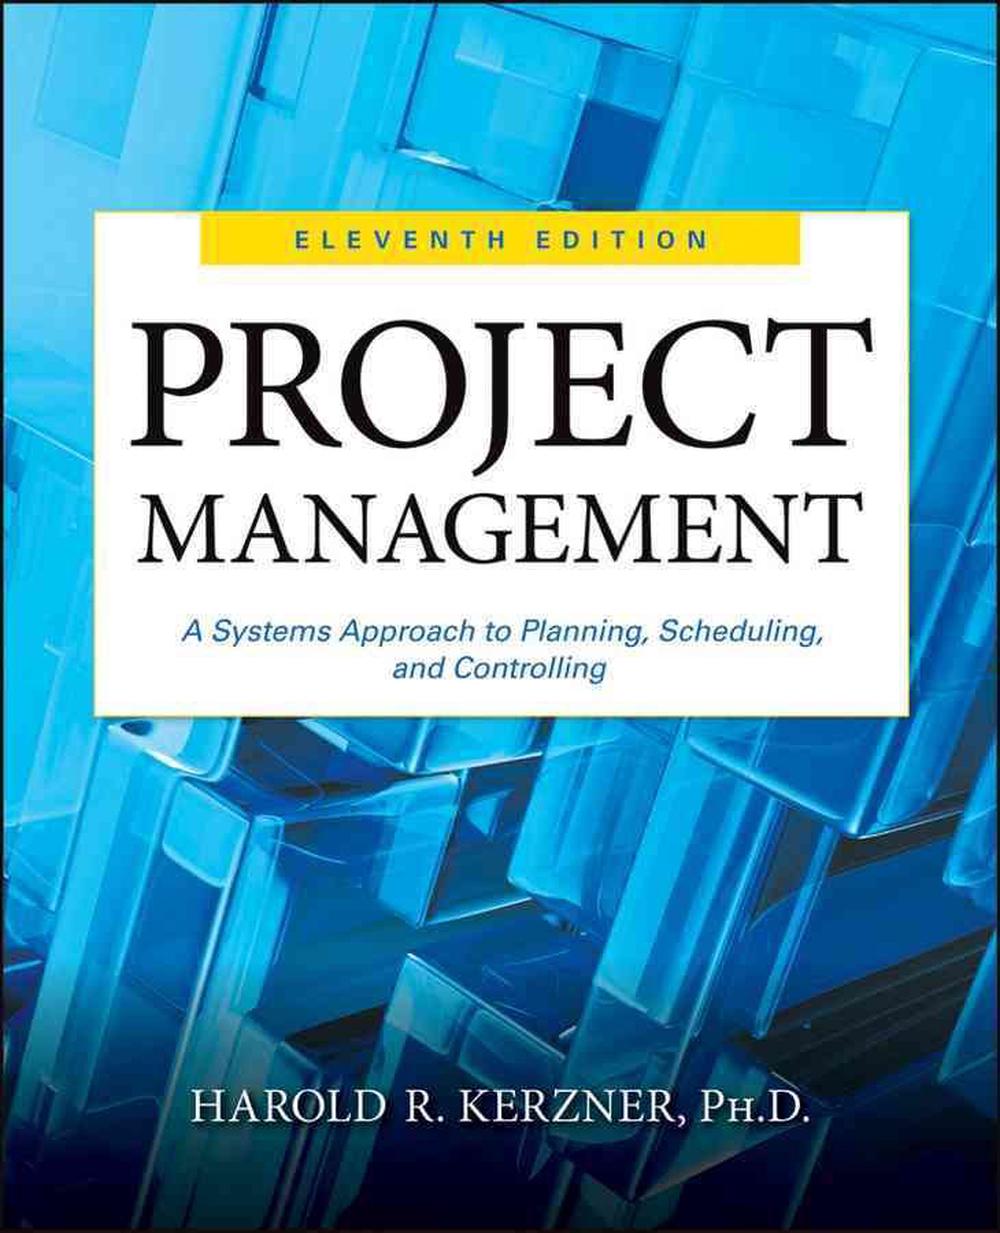 ELEVENTH EDITION
PROJECT
MANAGEMENT
A Systems Approach to Planning, Scheduling,
and Controlling
HAROLD R. KERZNER, PH.D.